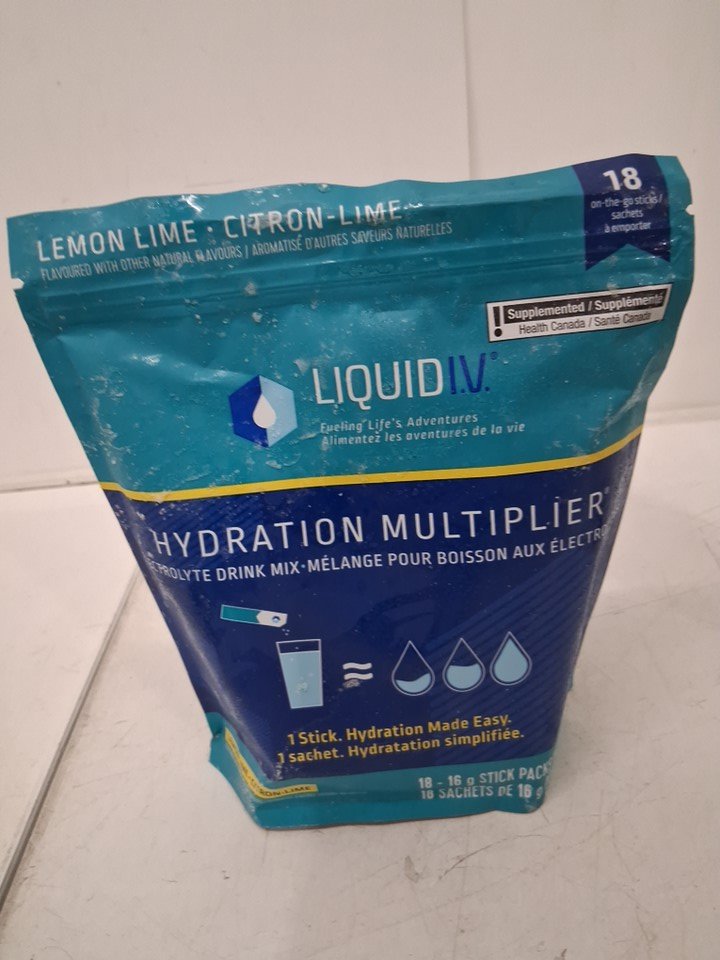 18
on-the-go sticks /
sachets
à emporter
LEMON LIME · CITRON-LIME
FLAVOURED WITH OTHER NATURAL FLAVOURS / AROMATISÉ D'AUTRES SAVEURS NATURELLES
! Supplemented / Supplémenté
Health Canada / Santé Canada
LIQUID I.V.®
Fueling Life's Adventures
Alimentez les aventures de la vie
HYDRATION MULTIPLIER®
DRINK MIX · MÉLANGE POUR BOISSON AUX
1 Stick. Hydration Made Easy.
1 sachet. Hydratation simplifiée.
18 - 16 g STICK
18 SACHETS DE 16 g